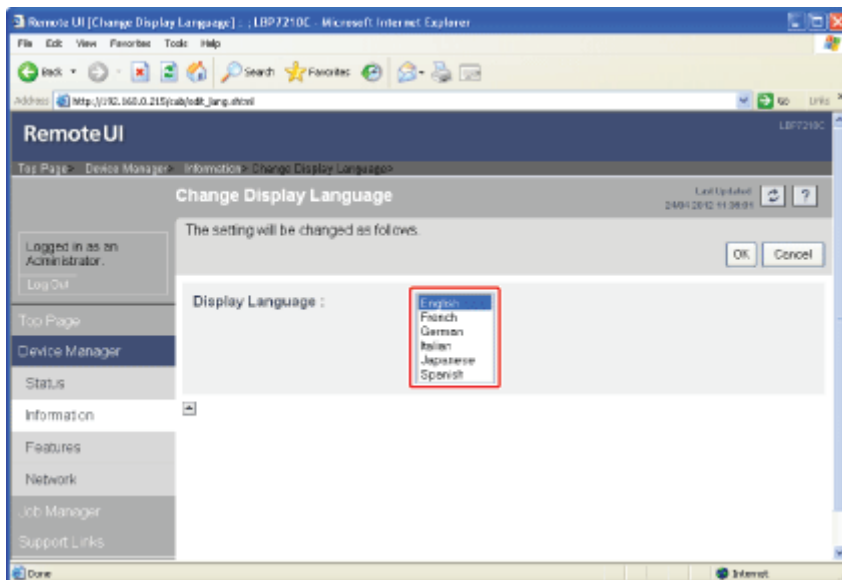 Remote UI [Change Display Language] : ; LBP7210C - Microsoft Internet Explorer
File Edit View Favorites Tools Help
Back Search Favorites
Address http://192.168.0.215/cab/edit_lang.shtml Go Links
Remote UI
LBP7210C
Top Page> Device Manager> Information> Change Display Language>
Change Display Language
Last Updated:
The setting will be changed as follows.
OK Cancel
Logged in as an
Administrator.
Log Out
Display Language :
English
French
German
Italian
Japanese
Spanish
Top Page
Device Manager
Status
Information
Features
Network
Job Manager
Support Links
Done
Internet